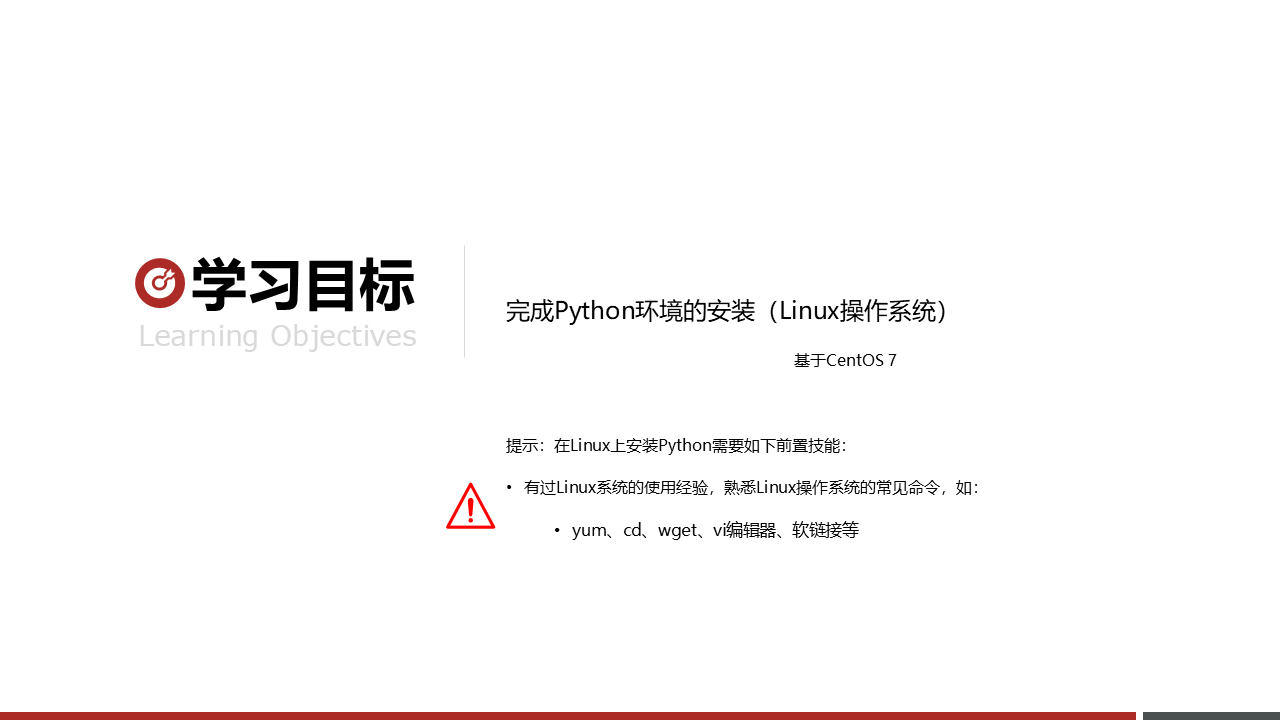 学习目标
Learning Objectives
完成Python环境的安装（Linux操作系统）
基于CentOS 7
提示：在Linux上安装Python需要如下前置技能：
• 有过Linux系统的使用经验，熟悉Linux操作系统的常见命令，如：
• yum、cd、wget、vi编辑器、软链接等